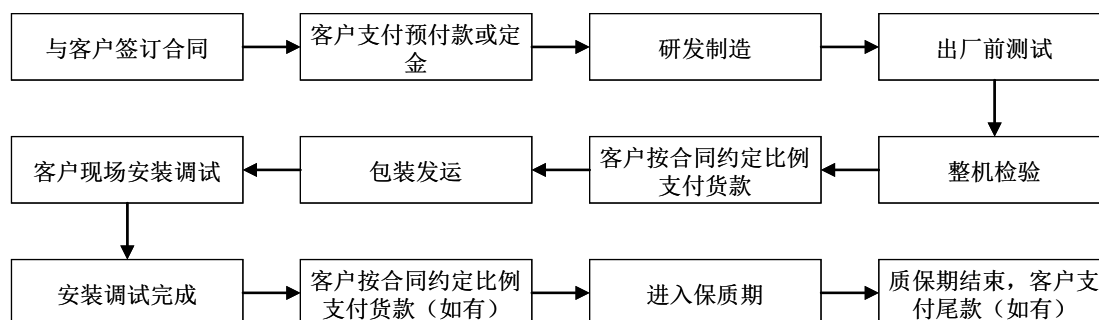 与客户签订合同
客户支付预付款或定
金
研发制造
出厂前测试
整机检验
客户按合同约定比例
支付货款
包装发运
客户现场安装调试
安装调试完成
客户按合同约定比例
支付货款（如有）
进入保质期
质保期结束，客户支
付尾款（如有）